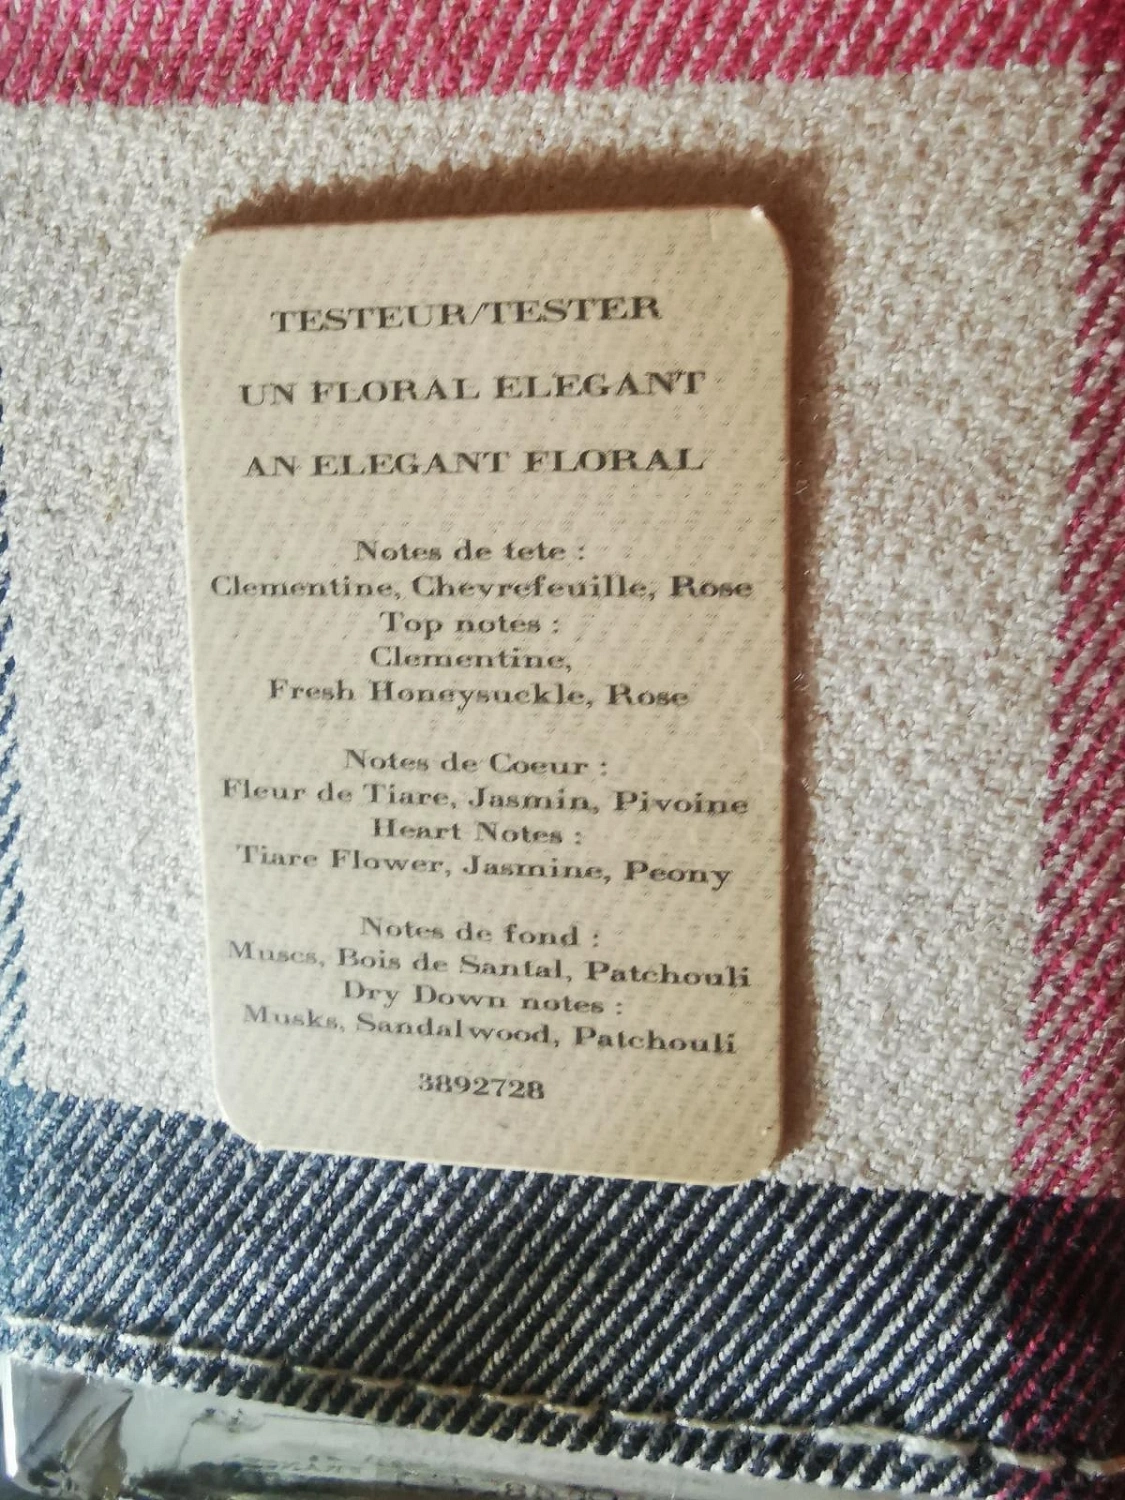 TESTEUR/TESTER
UN FLORAL ELEGANT
AN ELEGANT FLORAL
Notes de tete :
Clementine, Chevrefeuille, Rose
Top notes :
Clementine,
Fresh Honeysuckle, Rose
Notes de Coeur :
Fleur de Tiare, Jasmin, Pivoine
Heart Notes :
Tiare Flower, Jasmine, Peony
Notes de fond :
Muscs, Bois de Santal, Patchouli
Dry Down notes :
Musks, Sandalwood, Patchouli
3892728